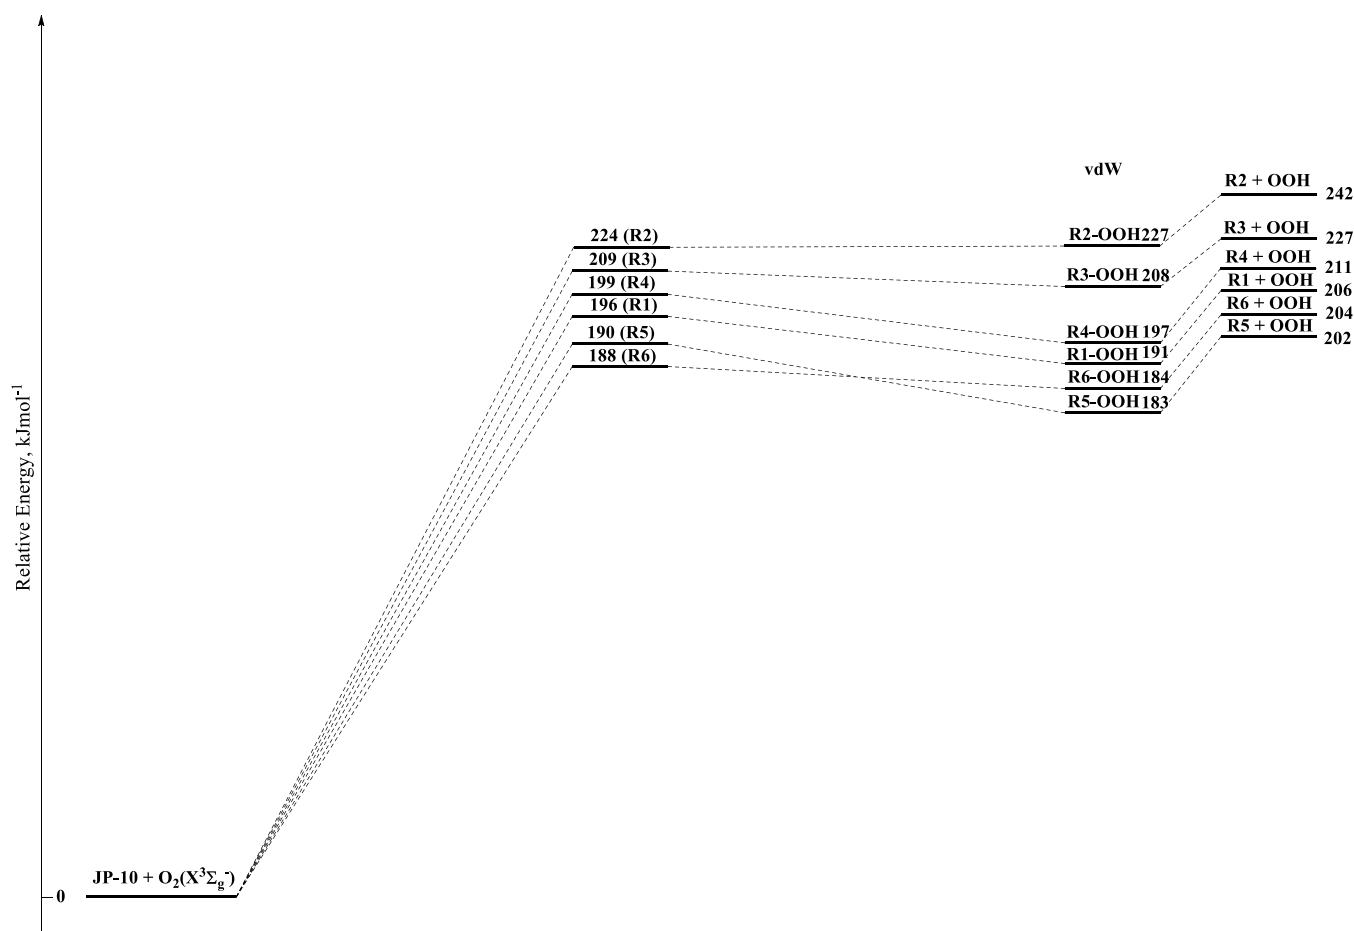 Relative Energy, kJmol⁻¹
0
JP-10 + O₂(X³Σg⁻)
224 (R2)
209 (R3)
199 (R4)
196 (R1)
190 (R5)
188 (R6)
vdW
R2-OOH 227
R3-OOH 208
R4-OOH 197
R1-OOH 191
R6-OOH 184
R5-OOH 183
R2 + OOH 242
R3 + OOH 227
R4 + OOH 211
R1 + OOH 206
R6 + OOH 204
R5 + OOH 202